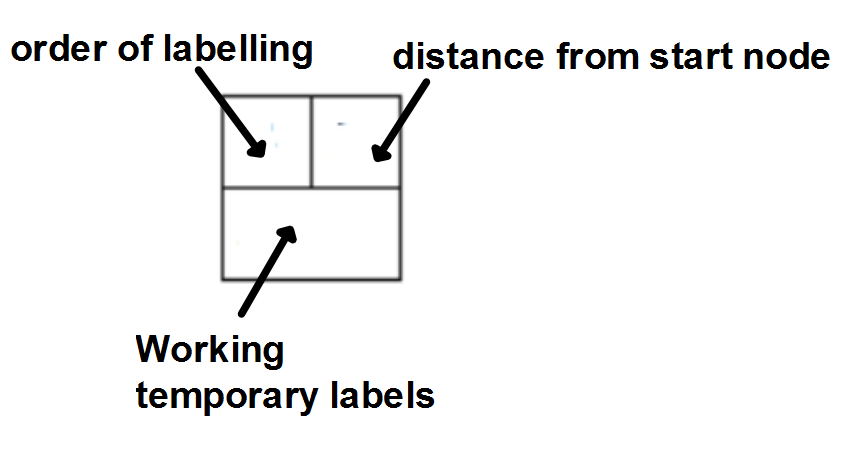 order of labelling
distance from start node
Working
temporary labels